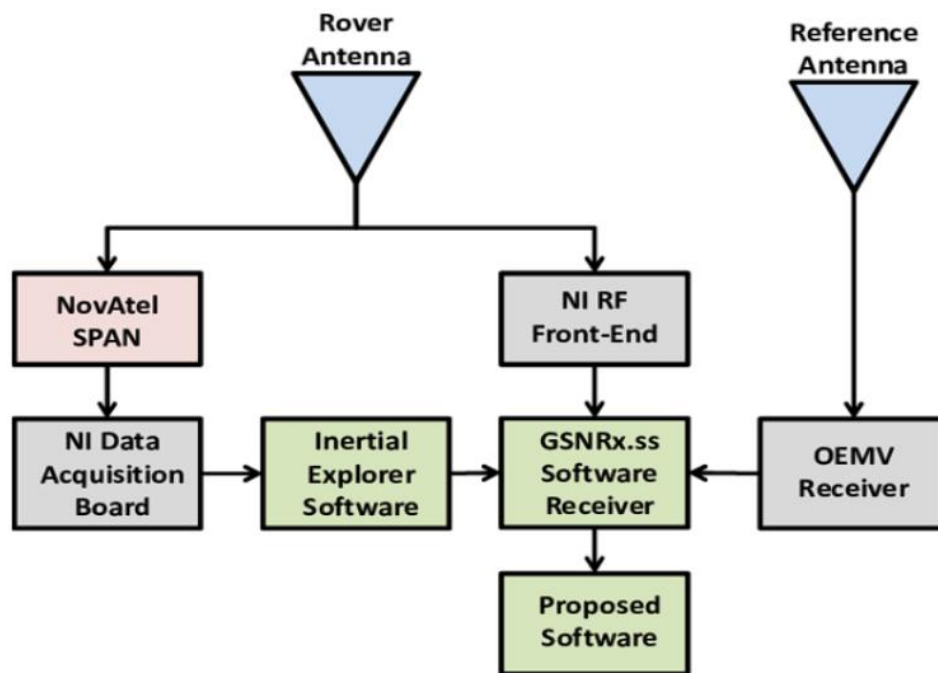 Rover
Antenna
Reference
Antenna
NovAtel
SPAN
NI RF
Front-End
NI Data
Acquisition
Board
Inertial
Explorer
Software
GSNRx.ss
Software
Receiver
OEMV
Receiver
Proposed
Software